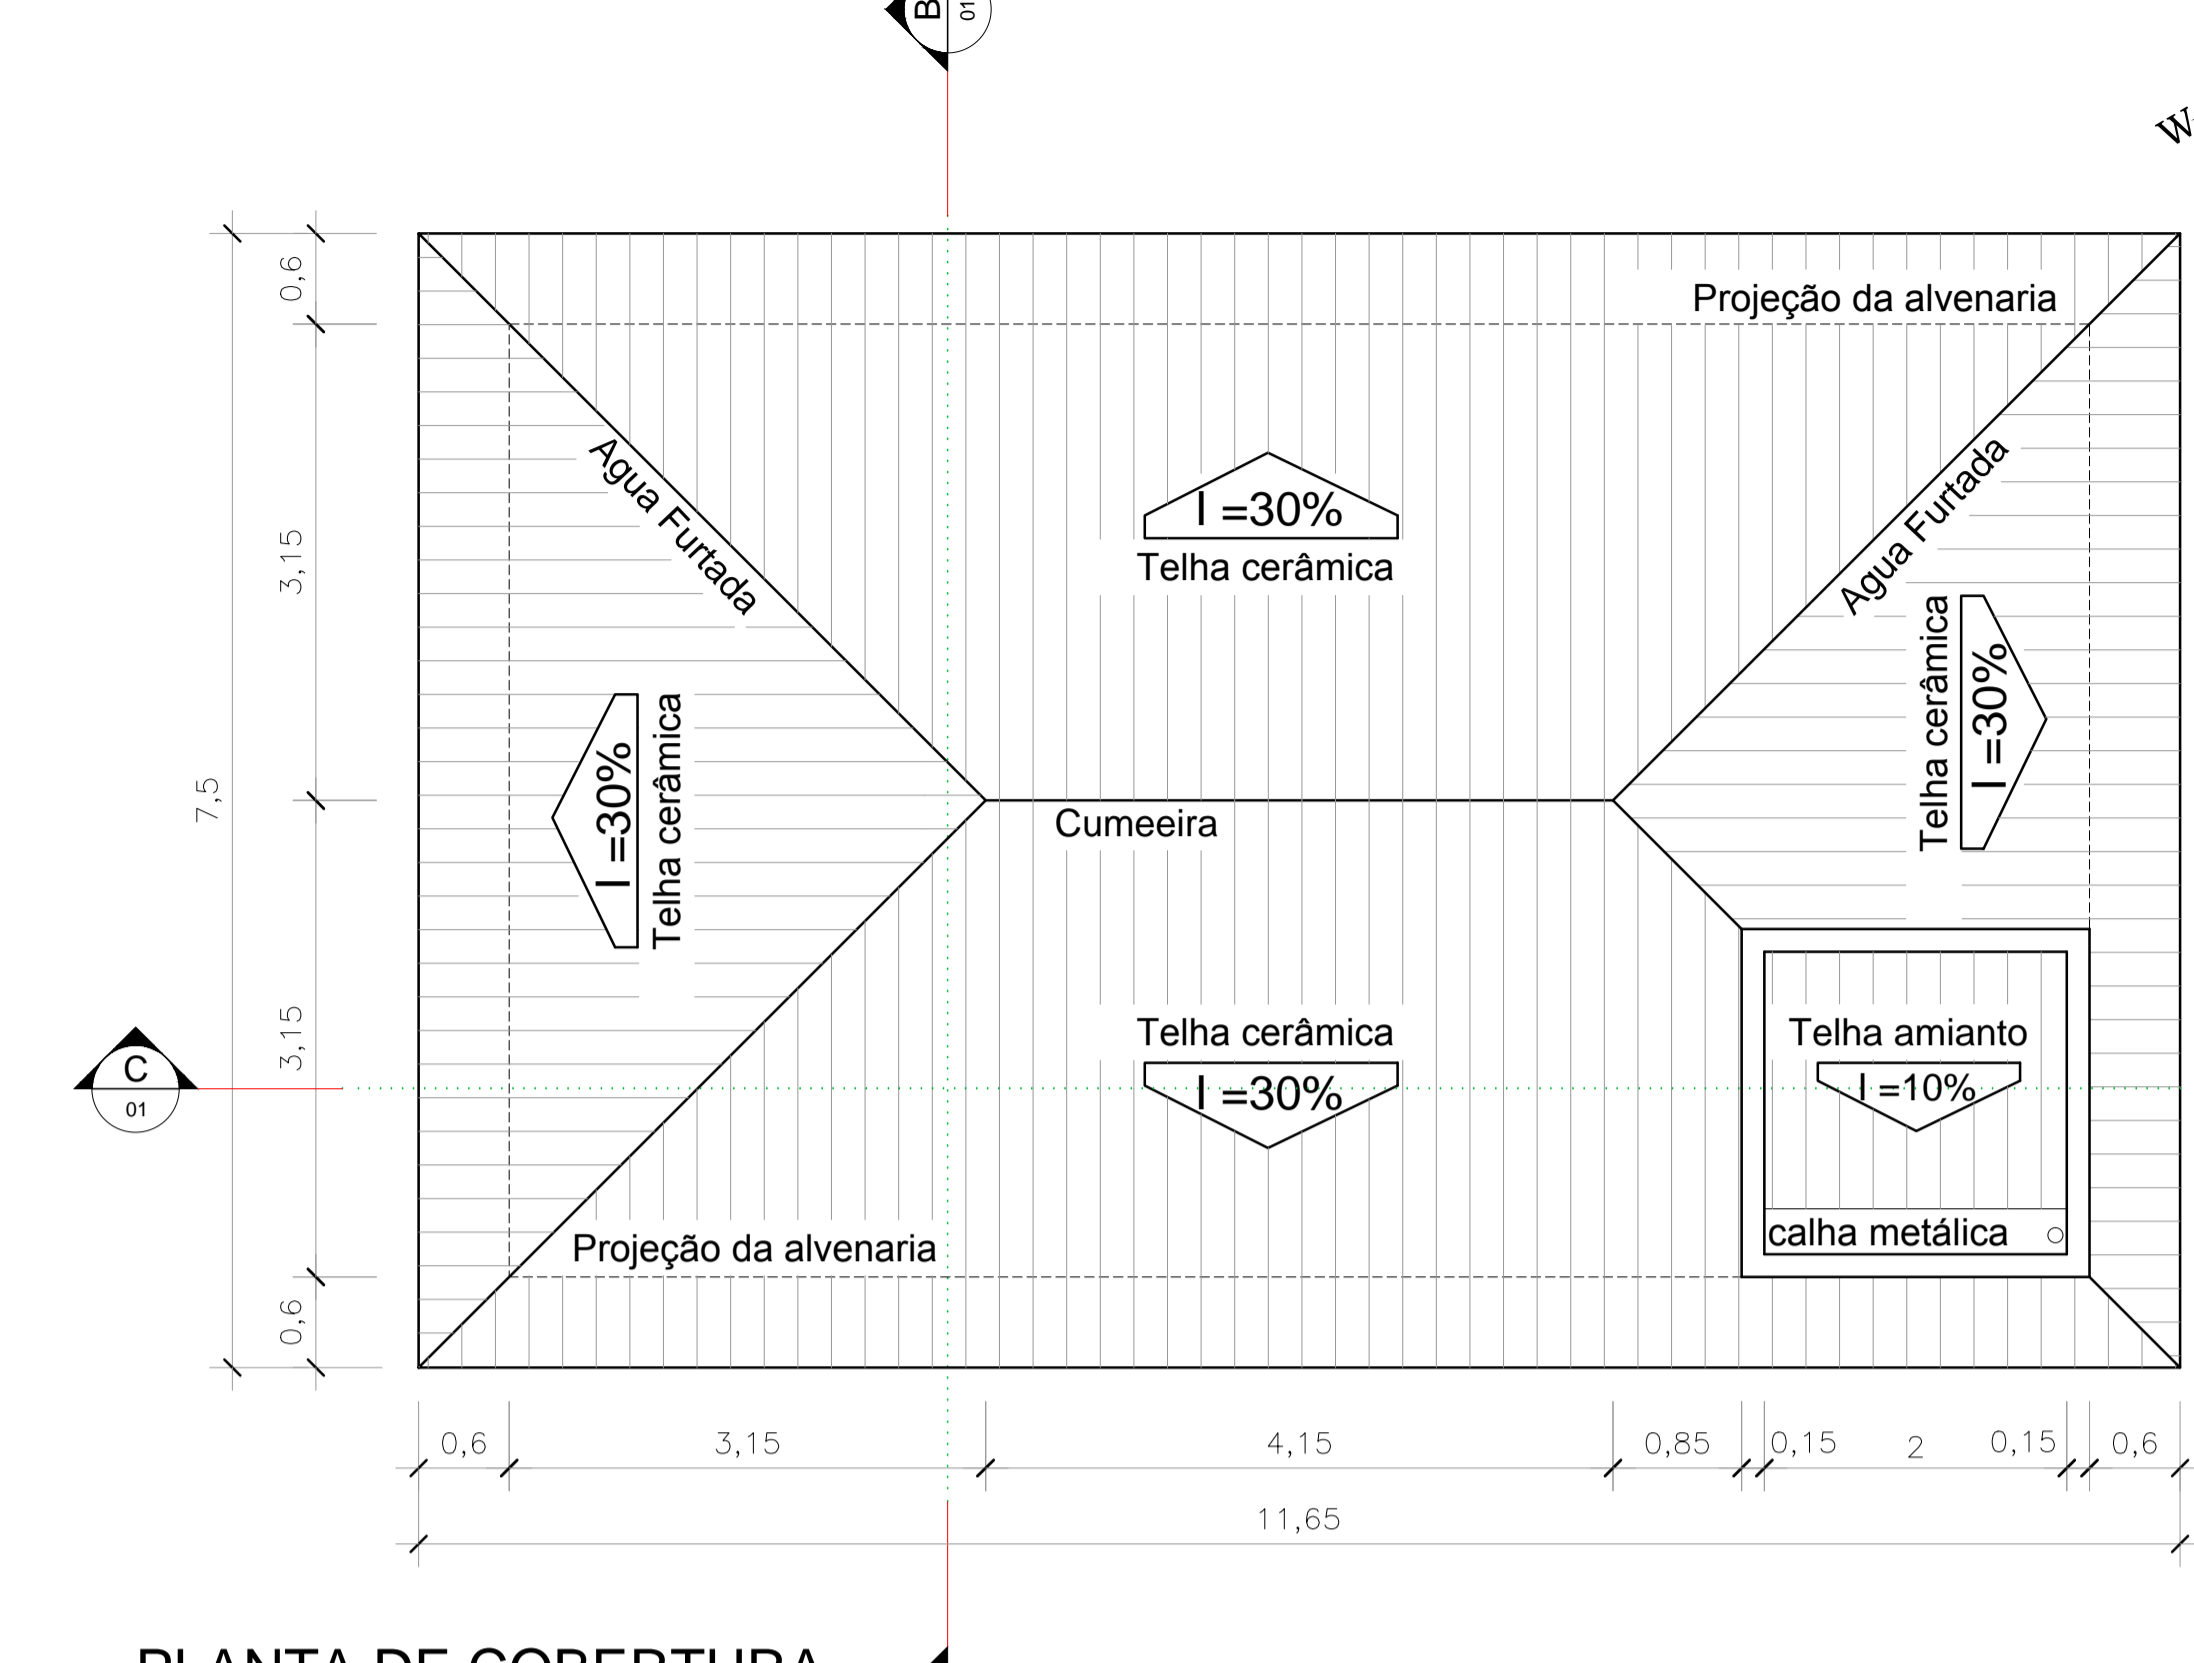 B
01
0,6
Projeção da alvenaria
Agua Furtada
Agua Furtada
I =30%
Telha cerâmica
3,15
Telha cerâmica
I =30%
I =30%
Telha cerâmica
7,5
Cumeeira
3,15
C
01
Telha cerâmica
I =30%
Telha amianto
I =10%
calha metálica
Projeção da alvenaria
0,6
0,6
3,15
4,15
0,85
0,15
2
0,15
0,6
11,65
PLANTA DE COBERTURA